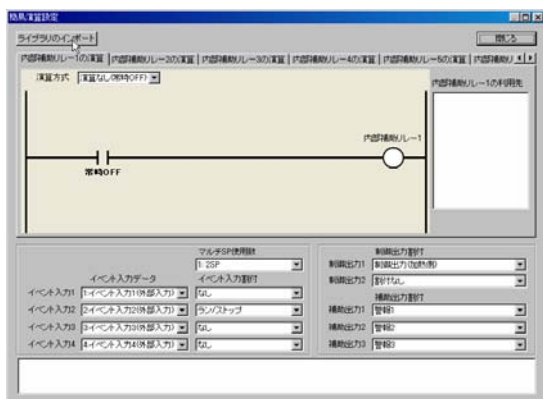 簡易演算設定
ライブラリのインポート 閉じる
内部補助リレー1の演算 内部補助リレー2の演算 内部補助リレー3の演算 内部補助リレー4の演算 内部補助リレー5の演算 内部補助リ
演算方式 演算なし(常時OFF) 内部補助リレー1の利用先
内部補助リレー1
常時OFF
マルチSP使用数 制御出力割付
1: 2SP 制御出力1 制御出力(加熱側)
イベント入力データ イベント入力割付 制御出力2 割付なし
イベント入力1 1-イベント入力1(外部入力) なし 補助出力割付
イベント入力2 2-イベント入力2(外部入力) ラン/ストップ 補助出力1 警報1
イベント入力3 3-イベント入力3(外部入力) なし 補助出力2 警報2
イベント入力4 4-イベント入力4(外部入力) なし 補助出力3 警報3